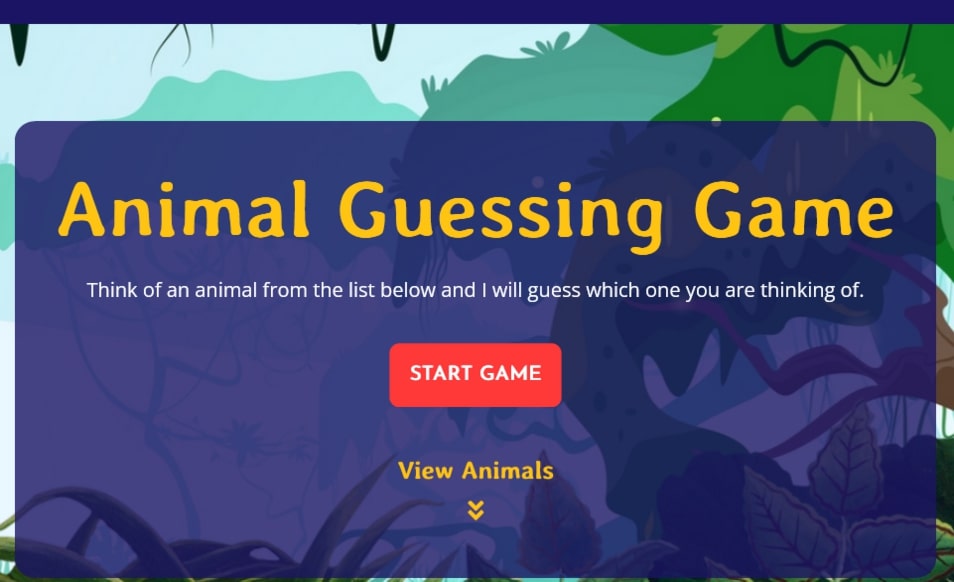 Animal Guessing Game
Think of an animal from the list below and I will guess which one you are thinking of.
START GAME
View Animals